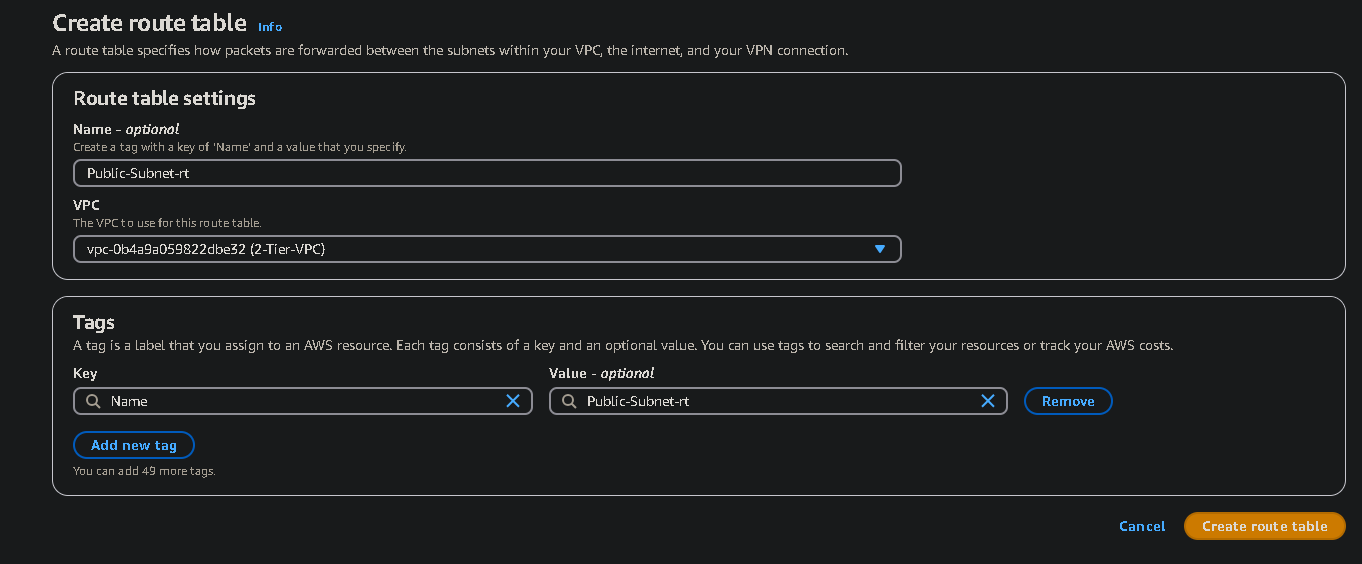 Create route table Info
A route table specifies how packets are forwarded between the subnets within your VPC, the internet, and your VPN connection.
Route table settings
Name - optional
Create a tag with a key of 'Name' and a value that you specify.
Public-Subnet-rt
VPC
The VPC to use for this route table.
vpc-0b4a9a059822dbe32 (2-Tier-VPC)
Tags
A tag is a label that you assign to an AWS resource. Each tag consists of a key and an optional value. You can use tags to search and filter your resources or track your AWS costs.
Key Value - optional
Name Public-Subnet-rt Remove
Add new tag
You can add 49 more tags.
Cancel Create route table